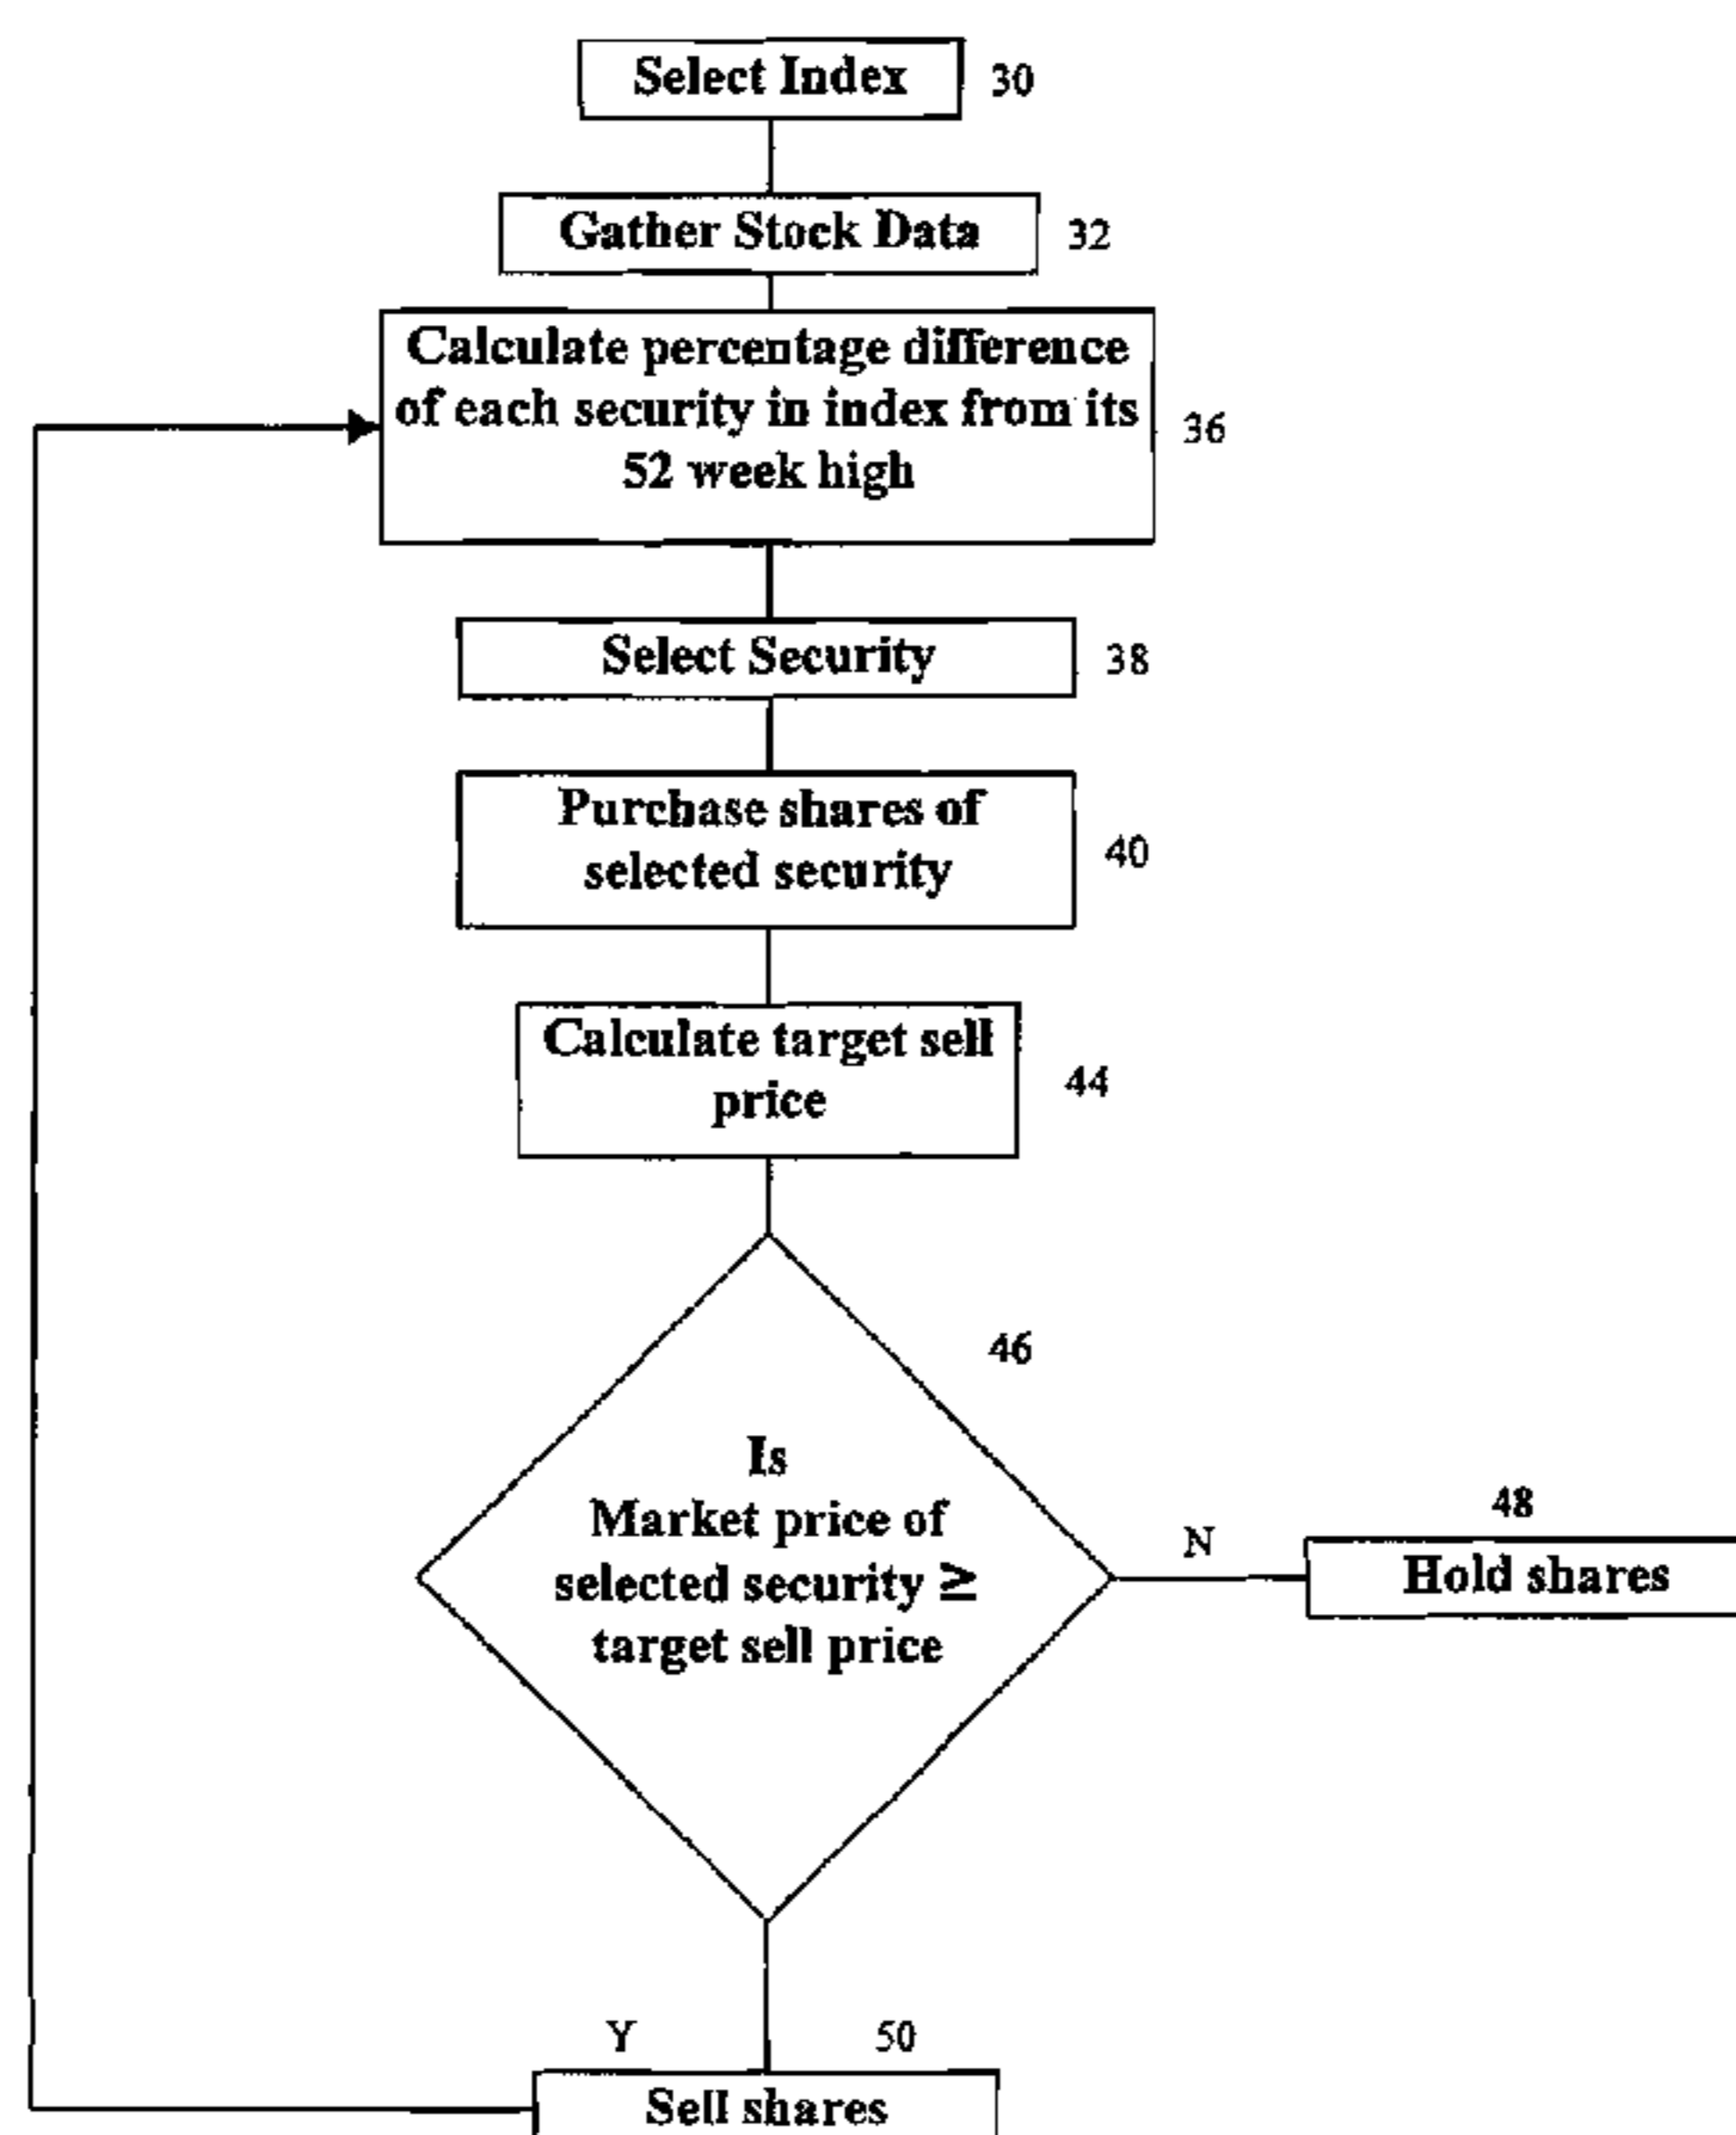 Select Index 30
Gather Stock Data 32
Calculate percentage difference
of each security in index from its
52 week high
36
Select Security 38
Purchase shares of
selected security
40
Calculate target sell
price
44
46
Is
Market price of
selected security ≥
target sell price
N
48
Hold shares
Y
50
Sell shares